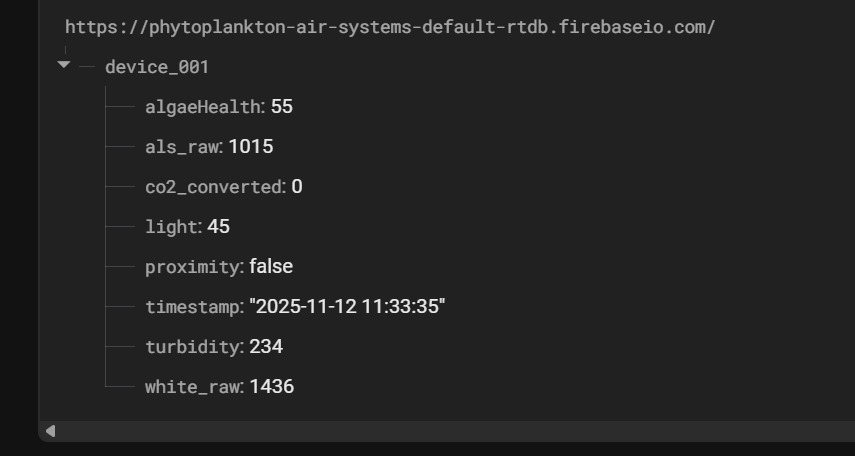 https://phytoplankton-air-systems-default-rtdb.firebaseio.com/
device_001
algaeHealth: 55
als_raw: 1015
co2_converted: 0
light: 45
proximity: false
timestamp: "2025-11-12 11:33:35"
turbidity: 234
white_raw: 1436